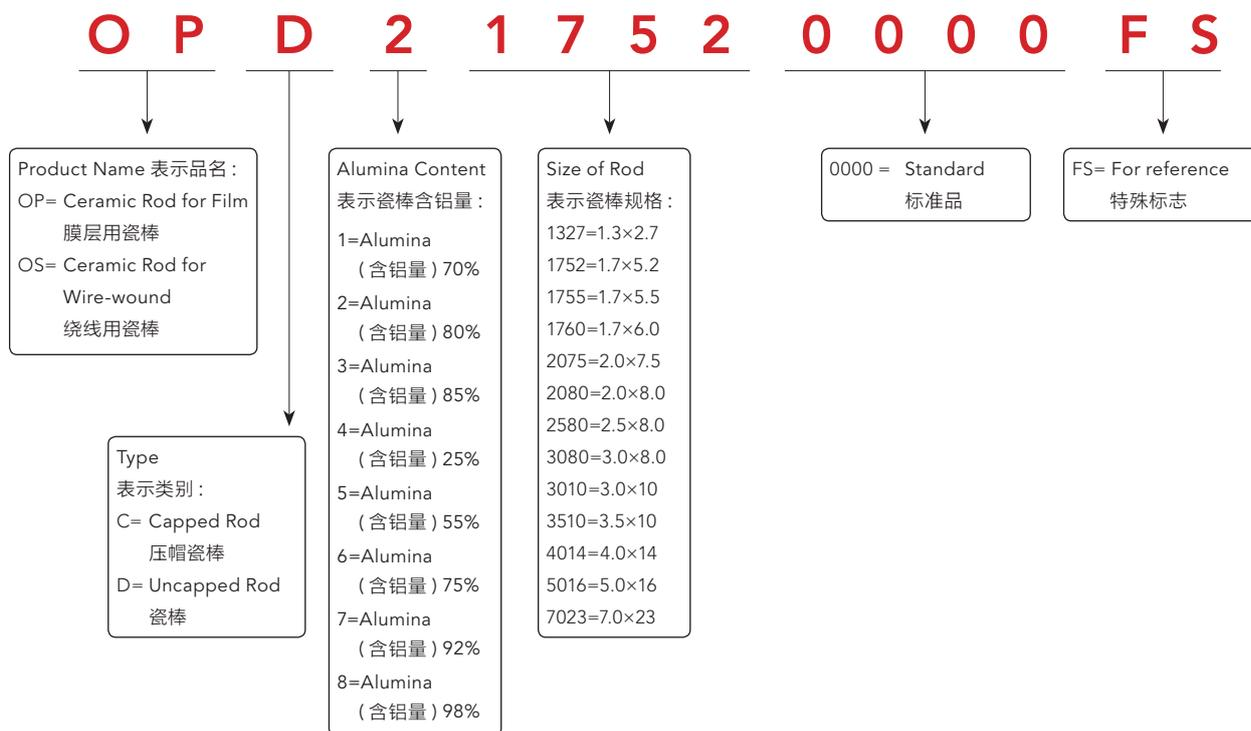 O P D 2 1 7 5 2 0 0 0 0 F S
Product Name 表示品名 :
OP= Ceramic Rod for Film
膜层用瓷棒
OS= Ceramic Rod for
Wire-wound
绕线用瓷棒
Type
表示类别 :
C= Capped Rod
压帽瓷棒
D= Uncapped Rod
瓷棒
Alumina Content
表示瓷棒含铝量 :
1=Alumina
( 含铝量 ) 70%
2=Alumina
( 含铝量 ) 80%
3=Alumina
( 含铝量 ) 85%
4=Alumina
( 含铝量 ) 25%
5=Alumina
( 含铝量 ) 55%
6=Alumina
( 含铝量 ) 75%
7=Alumina
( 含铝量 ) 92%
8=Alumina
( 含铝量 ) 98%
Size of Rod
表示瓷棒规格 :
1327=1.3×2.7
1752=1.7×5.2
1755=1.7×5.5
1760=1.7×6.0
2075=2.0×7.5
2080=2.0×8.0
2580=2.5×8.0
3080=3.0×8.0
3010=3.0×10
3510=3.5×10
4014=4.0×14
5016=5.0×16
7023=7.0×23
0000 = Standard
标准品
FS= For reference
特殊标志